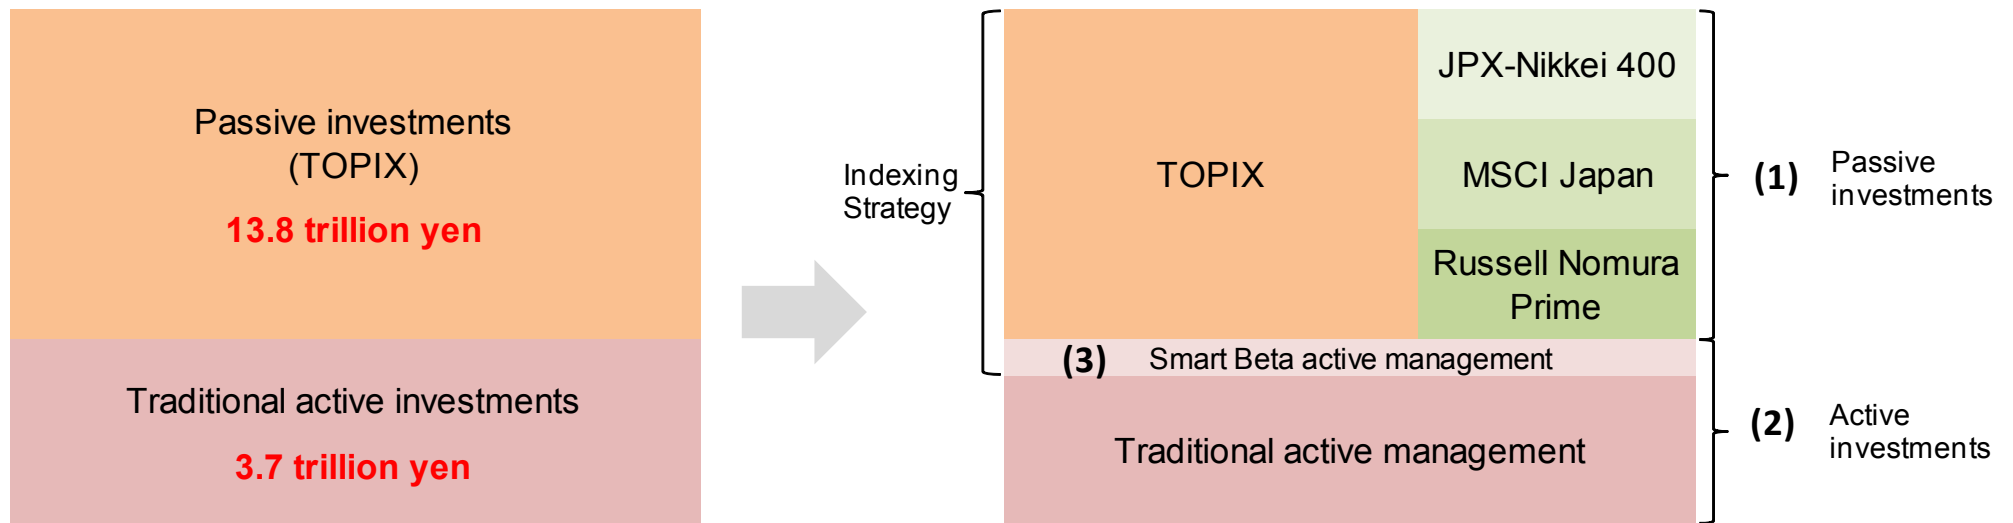 Passive investments
(TOPIX)
13.8 trillion yen
Traditional active investments
3.7 trillion yen
Indexing
Strategy
TOPIX
JPX-Nikkei 400
MSCI Japan
Russell Nomura
Prime
(3) Smart Beta active management
Traditional active management
(1) Passive
investments
(2) Active
investments